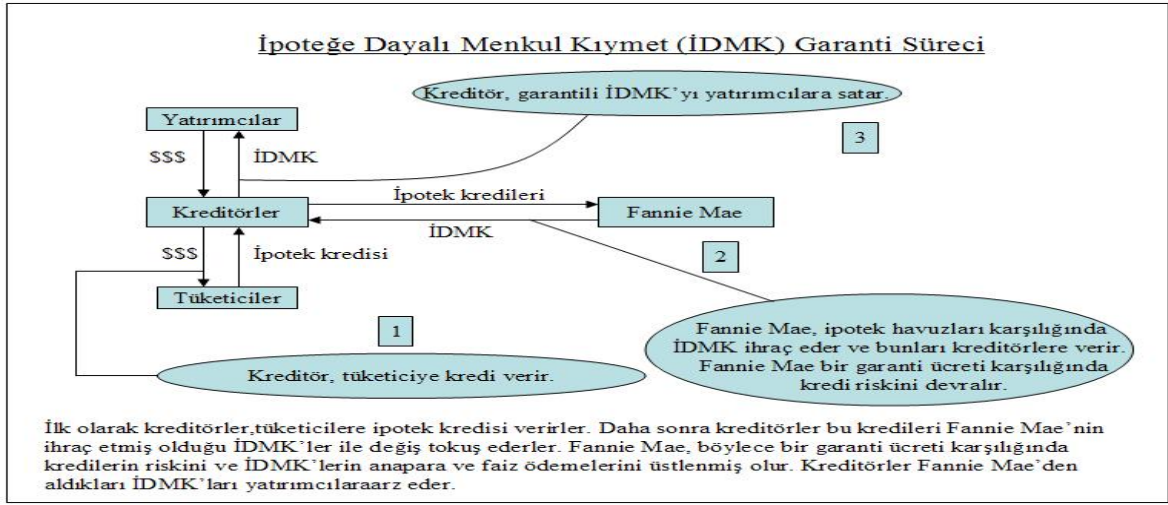 İpoteğe Dayalı Menkul Kıymet (İDMK) Garanti Süreci
Kreditör, garantili İDMK'yı yatırımcılara satar.
Yatırımcılar
3
$$$
İDMK
İpotek kredileri
Kreditörler
Fannie Mae
İDMK
$$$
İpotek kredisi
2
Tüketiciler
1
Fannie Mae, ipotek havuzları karşılığında
İDMK ihraç eder ve bunları kreditörlere verir.
Fannie Mae bir garanti ücreti karşılığında
kredi riskini devralır.
Kreditör, tüketiciye kredi verir.
İlk olarak kreditörler,tüketicilere ipotek kredisi verirler. Daha sonra kreditörler bu kredileri Fannie Mae'nin
ihraç etmiş olduğu İDMK'ler ile değiş tokuş ederler. Fannie Mae, böylece bir garanti ücreti karşılığında
kredilerin riskini ve İDMK'lerin anapara ve faiz ödemelerini üstlenmiş olur. Kreditörler Fannie Mae'den
aldıkları İDMK'ları yatırımcılaraarz eder.